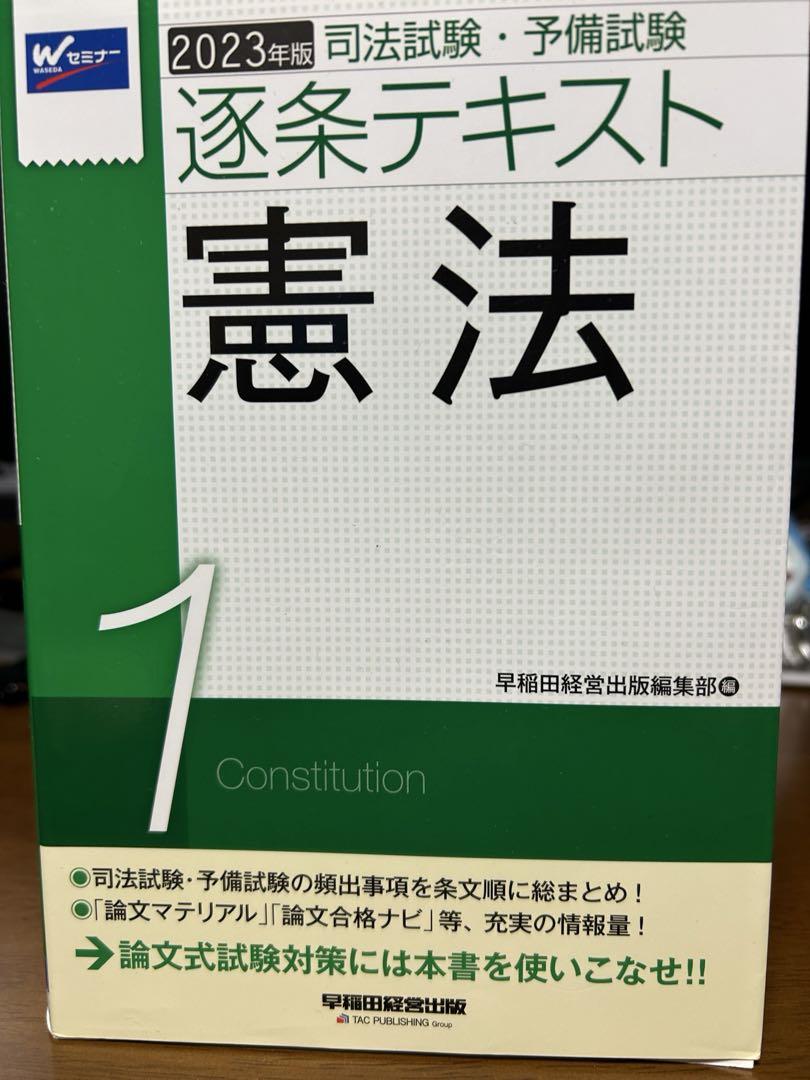 Wセミナー
WASEDA
2023年版 司法試験・予備試験
逐条テキスト
憲法
1
早稲田経営出版編集部編
Constitution
◉司法試験・予備試験の頻出事項を条文順に総まとめ!
◉「論文マテリアル」「論文合格ナビ」等、充実の情報量!
➔論文式試験対策には本書を使いこなせ!!
早稲田経営出版
TAC PUBLISHING Group